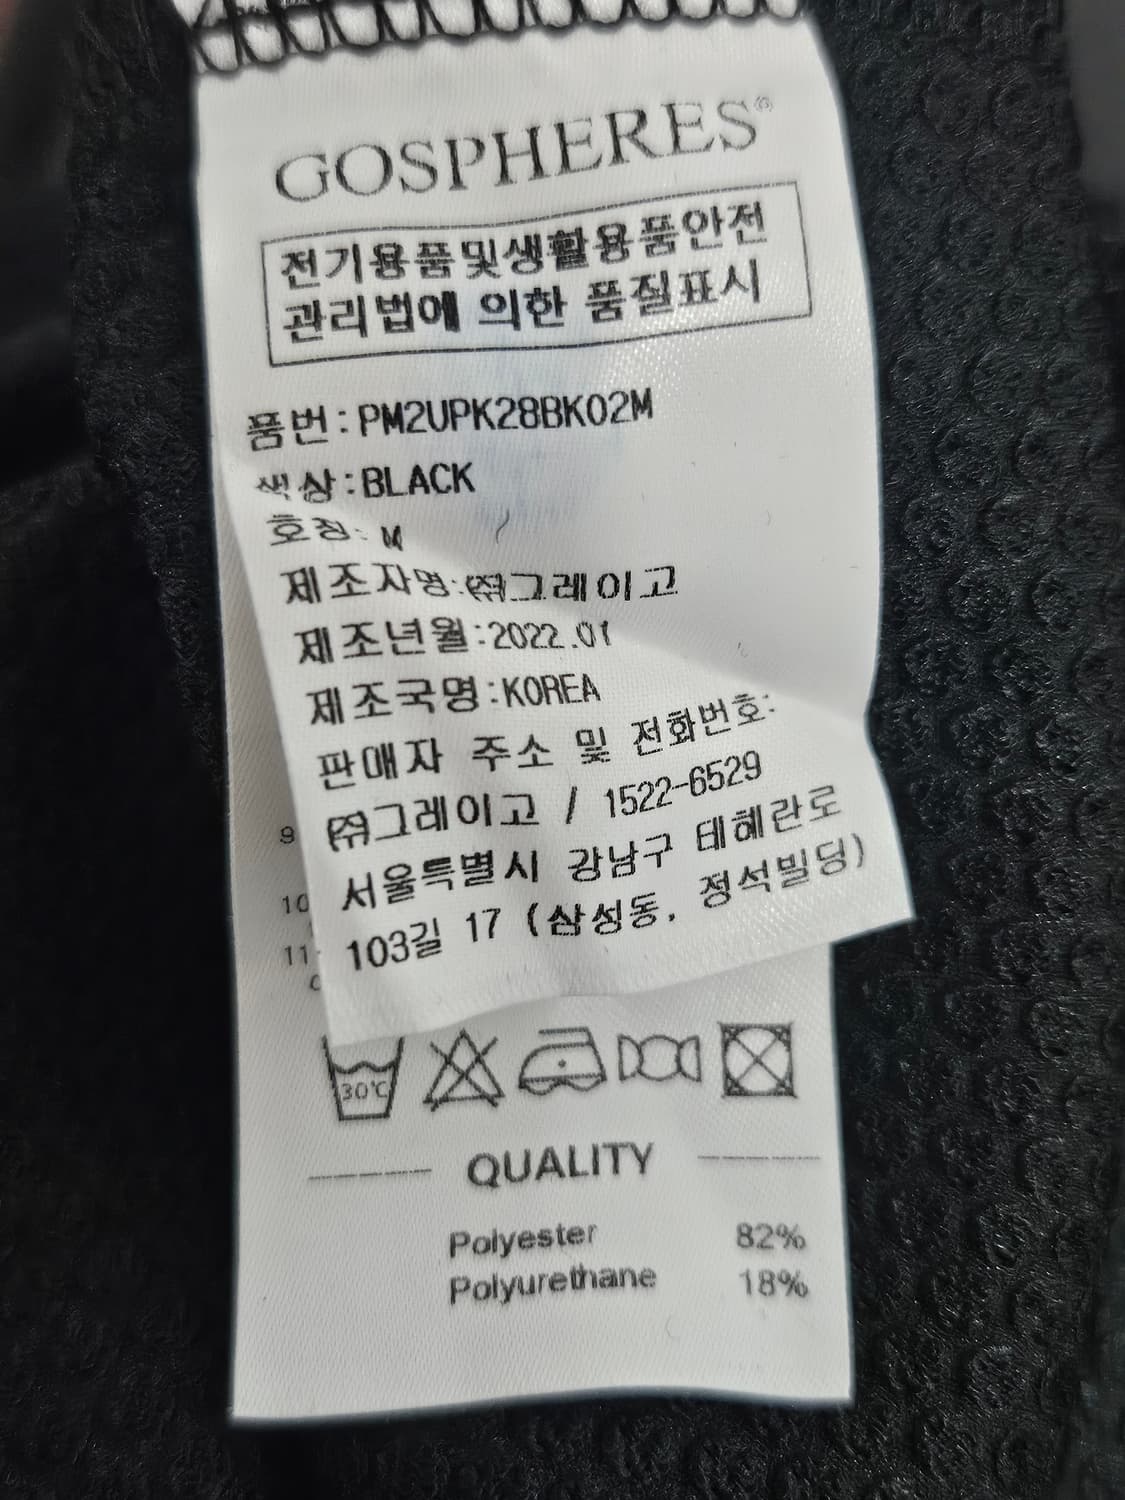 GOSPHERES®
전기용품및생활용품안전
관리법에 의한 품질표시
품번:PM2UPK28BK02M
색상:BLACK
호칭: M
제조자명:㈜그레이고
제조년월:2022.01
제조국명:KOREA
판매자 주소 및 전화번호:
㈜그레이고 / 1522-6529
서울특별시 강남구 테헤란로
103길 17 (삼성동, 정석빌딩)
9
10
11
30℃
QUALITY
Polyester 82%
Polyurethane 18%